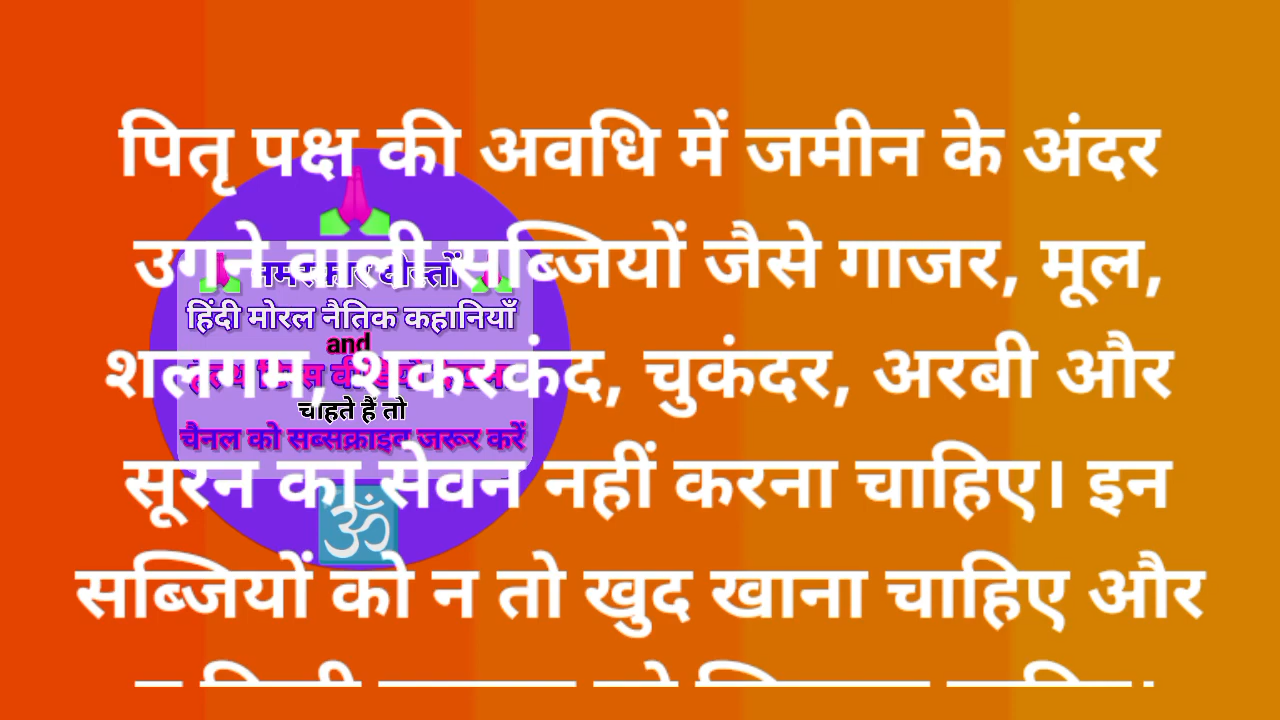 पितृ पक्ष की अवधि में जमीन के अंदर
उगने वाली सब्जियों जैसे गाजर, मूल,
शलगम, शकरकंद, चुकंदर, अरबी और
सूरन का सेवन नहीं करना चाहिए। इन
सब्जियों को न तो खुद खाना चाहिए और
हिंदी मोरल नैतिक कहानियाँ
and
चाहते हैं तो
चैनल को सब्सक्राइब जरूर करें
ॐ